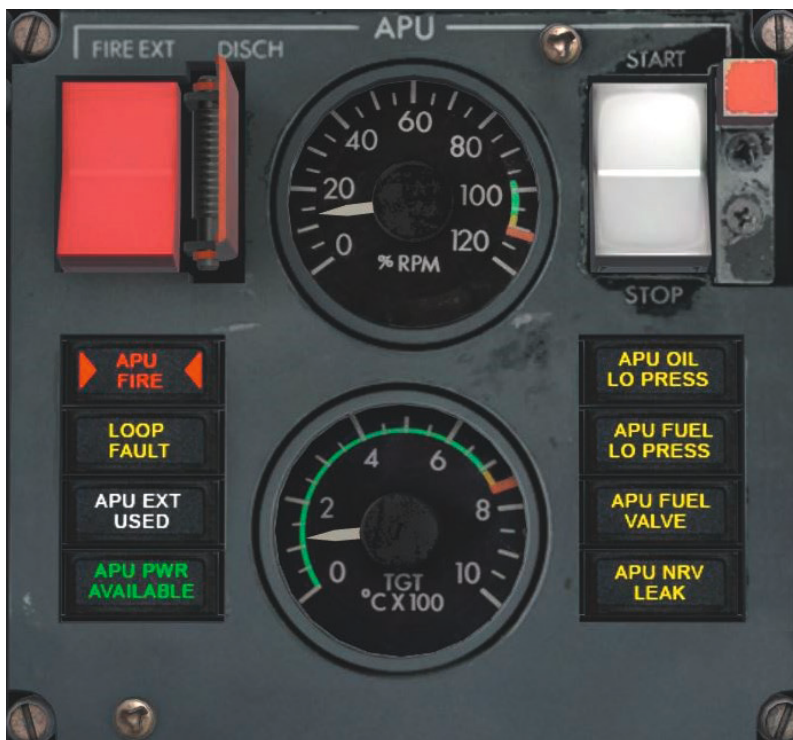 APU
FIRE EXT
DISCH
START
0
20
40
60
80
100
120
% RPM
STOP
APU
FIRE
LOOP
FAULT
APU EXT
USED
APU PWR
AVAILABLE
0
2
4
6
8
10
TGT
°C X 100
APU OIL
LO PRESS
APU FUEL
LO PRESS
APU FUEL
VALVE
APU NRV
LEAK